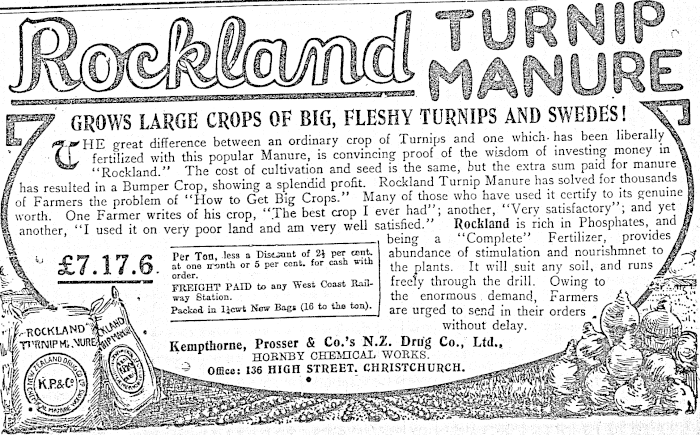 Rockland TURNIP
MANURE
GROWS LARGE CROPS OF BIG, FLESHY TURNIPS AND SWEDES!
THE great difference between an ordinary crop of Turnips and one which has been liberally
fertilized with this popular Manure, is convincing proof of the wisdom of investing money in
"Rockland." The cost of cultivation and seed is the same, but the extra sum paid for manure
has resulted in a Bumper Crop, showing a splendid profit. Rockland Turnip Manure has solved for thousands
of Farmers the problem of "How to Get Big Crops." Many of those who have used it certify to its genuine
worth. One Farmer writes of his crop, "The best crop I ever had"; another, "Very satisfactory"; and yet
another, "I used it on very poor land and am very well satisfied." Rockland is rich in Phosphates, and
being a "Complete" Fertilizer, provides
abundance of stimulation and nourishmnet to
the plants. It will suit any soil, and runs
freely through the drill. Owing to
the enormous demand, Farmers
are urged to send in their orders
without delay.
£7.17.6.
Per Ton, less a Discount of 2½ per cent.
at one month or 5 per cent. for cash with
order.
FREIGHT PAID to any West Coast Rail-
way Station.
Packed in 1¼cwt New Bags (16 to the ton).
Kempthorne, Prosser & Co.'s N.Z. Drug Co., Ltd.,
HORNBY CHEMICAL WORKS.
Office: 136 HIGH STREET, CHRISTCHURCH.
"ROCKLAND"
TURNIP MANURE
K.P.&Co